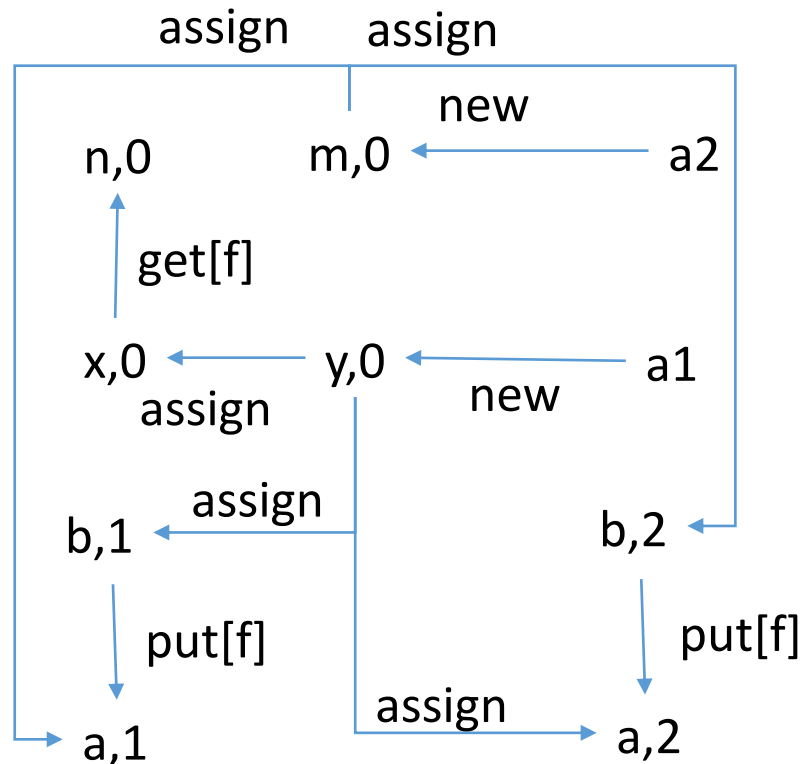 assign assign
new
n,0 m,0 a2
get[f]
x,0 y,0 a1
assign new
assign
b,1 b,2
put[f] put[f]
assign
a,1 a,2